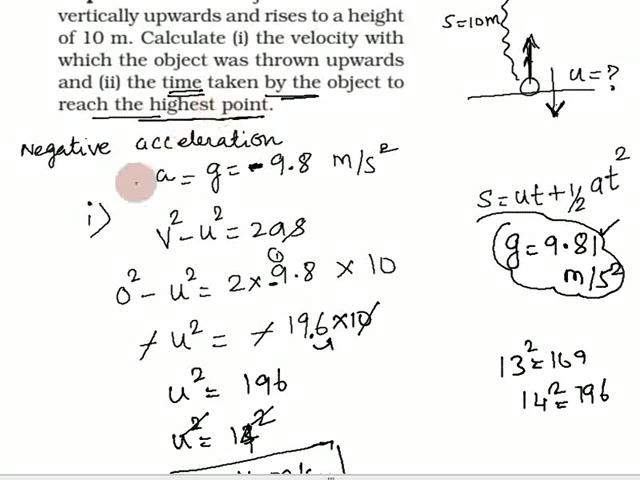 vertically upwards and rises to a height
of 10 m. Calculate (i) the velocity with
which the object was thrown upwards
and (ii) the time taken by the object to
reach the highest point.
S=10m
u=?
Negative acceleration
a = g = -9.8 m/s²
i)
V² - u² = 2as
0² - u² = 2 × -9.8 × 10
- u² = - 19.6 × 10
u² = 196
u² = 14²
S = ut + 1/2 at²
g = 9.81
m/s²
13² = 169
14² = 196